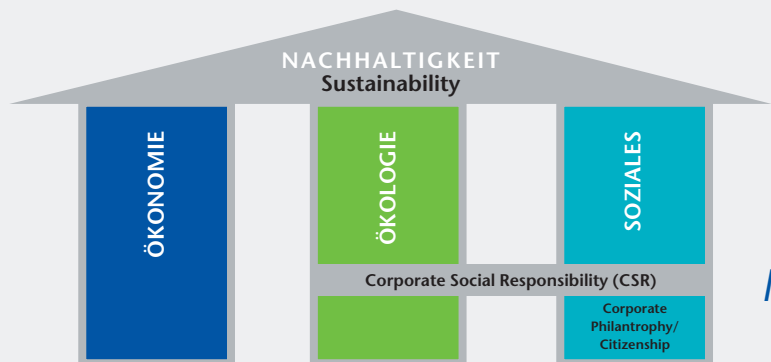 NACHHALTIGKEIT
Sustainability
ÖKONOMIE
ÖKOLOGIE
SOZIALES
Corporate Social Responsibility (CSR)
Corporate
Philantrophy/
Citizenship